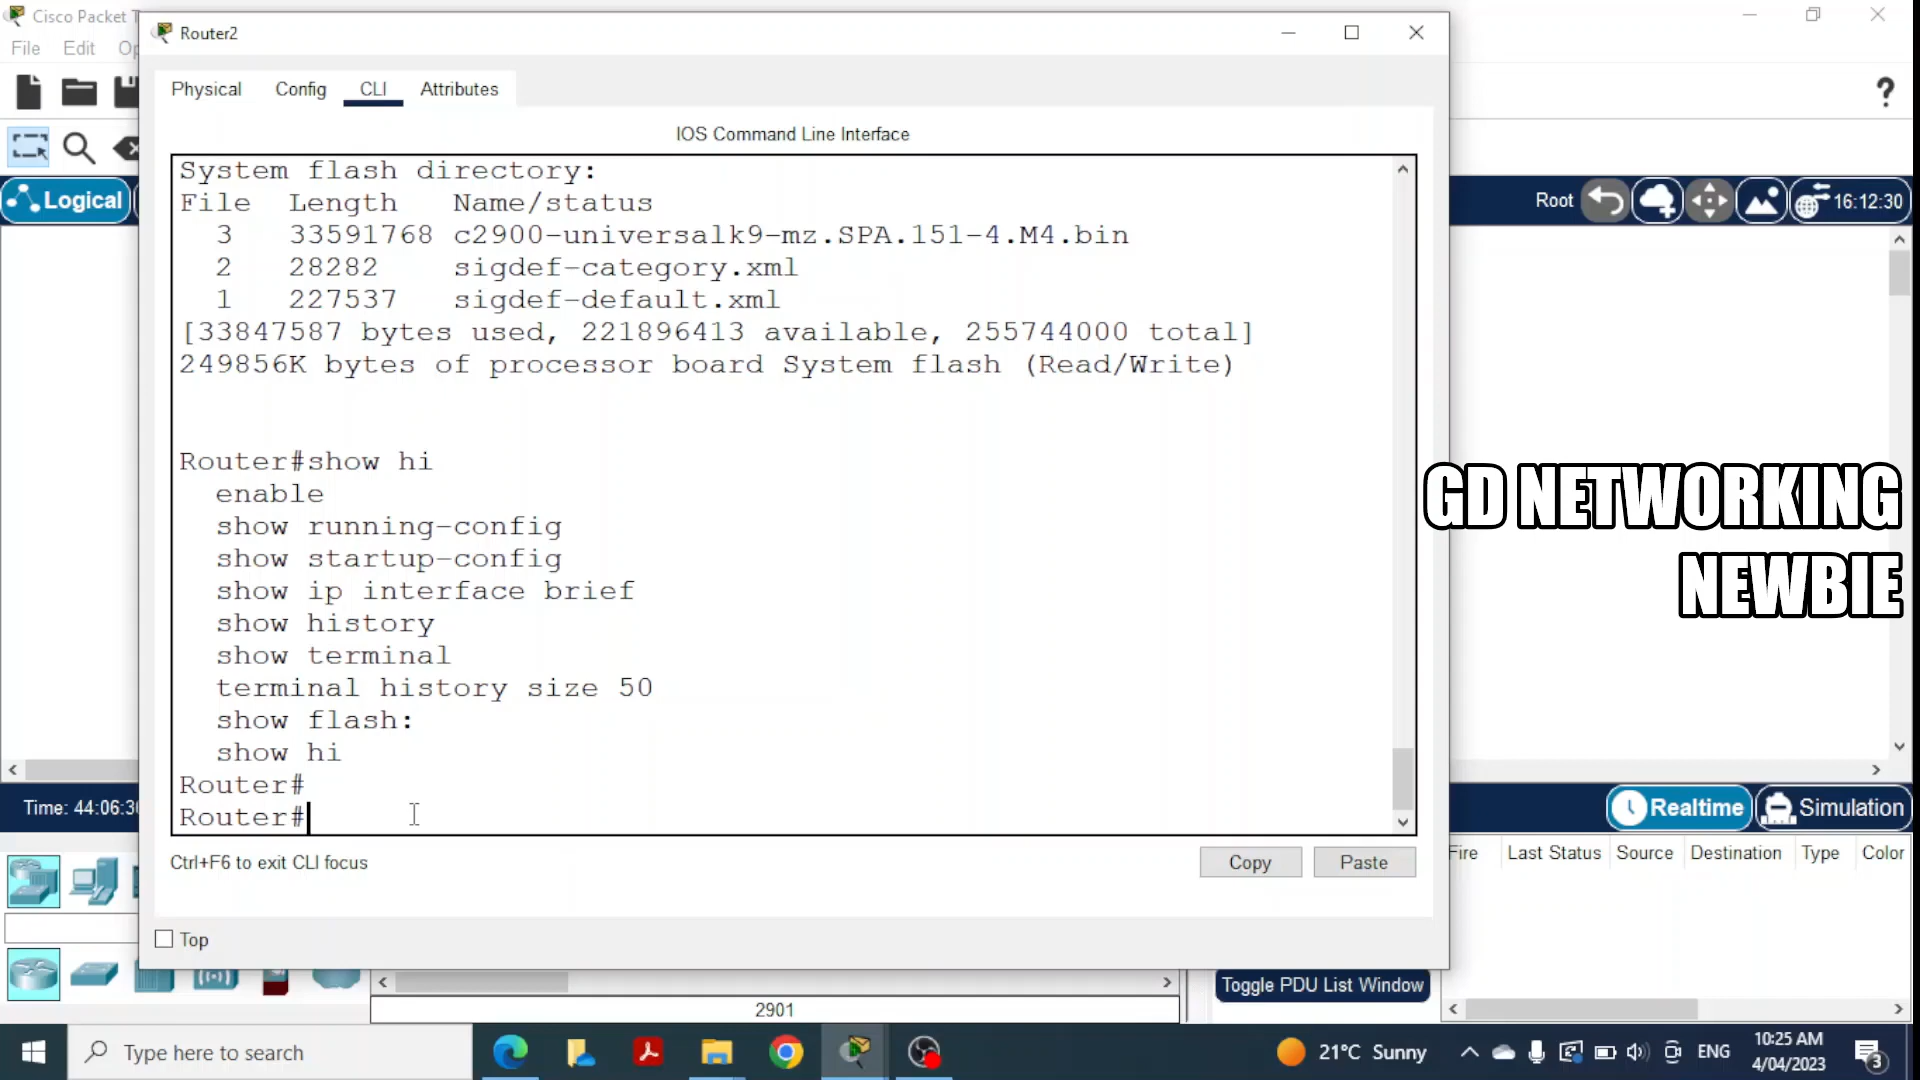 Cisco Packet T
File Edit Op
Router2
Physical Config CLI Attributes
IOS Command Line Interface
System flash directory:
File Length Name/status
3 33591768 c2900-universalk9-mz.SPA.151-4.M4.bin
2 28282 sigdef-category.xml
1 227537 sigdef-default.xml
[33847587 bytes used, 221896413 available, 255744000 total]
249856K bytes of processor board System flash (Read/Write)
Router#show hi
enable
show running-config
show startup-config
show ip interface brief
show history
show terminal
terminal history size 50
show flash:
show hi
Router#
Router#
Ctrl+F6 to exit CLI focus
Copy Paste
Top
Logical
Root 16:12:30
GD NETWORKING
NEWBIE
Time: 44:06:30
Realtime Simulation
Fire Last Status Source Destination Type Color
Toggle PDU List Window
2901
Type here to search
21°C Sunny
ENG
10:25 AM
4/04/2023
3